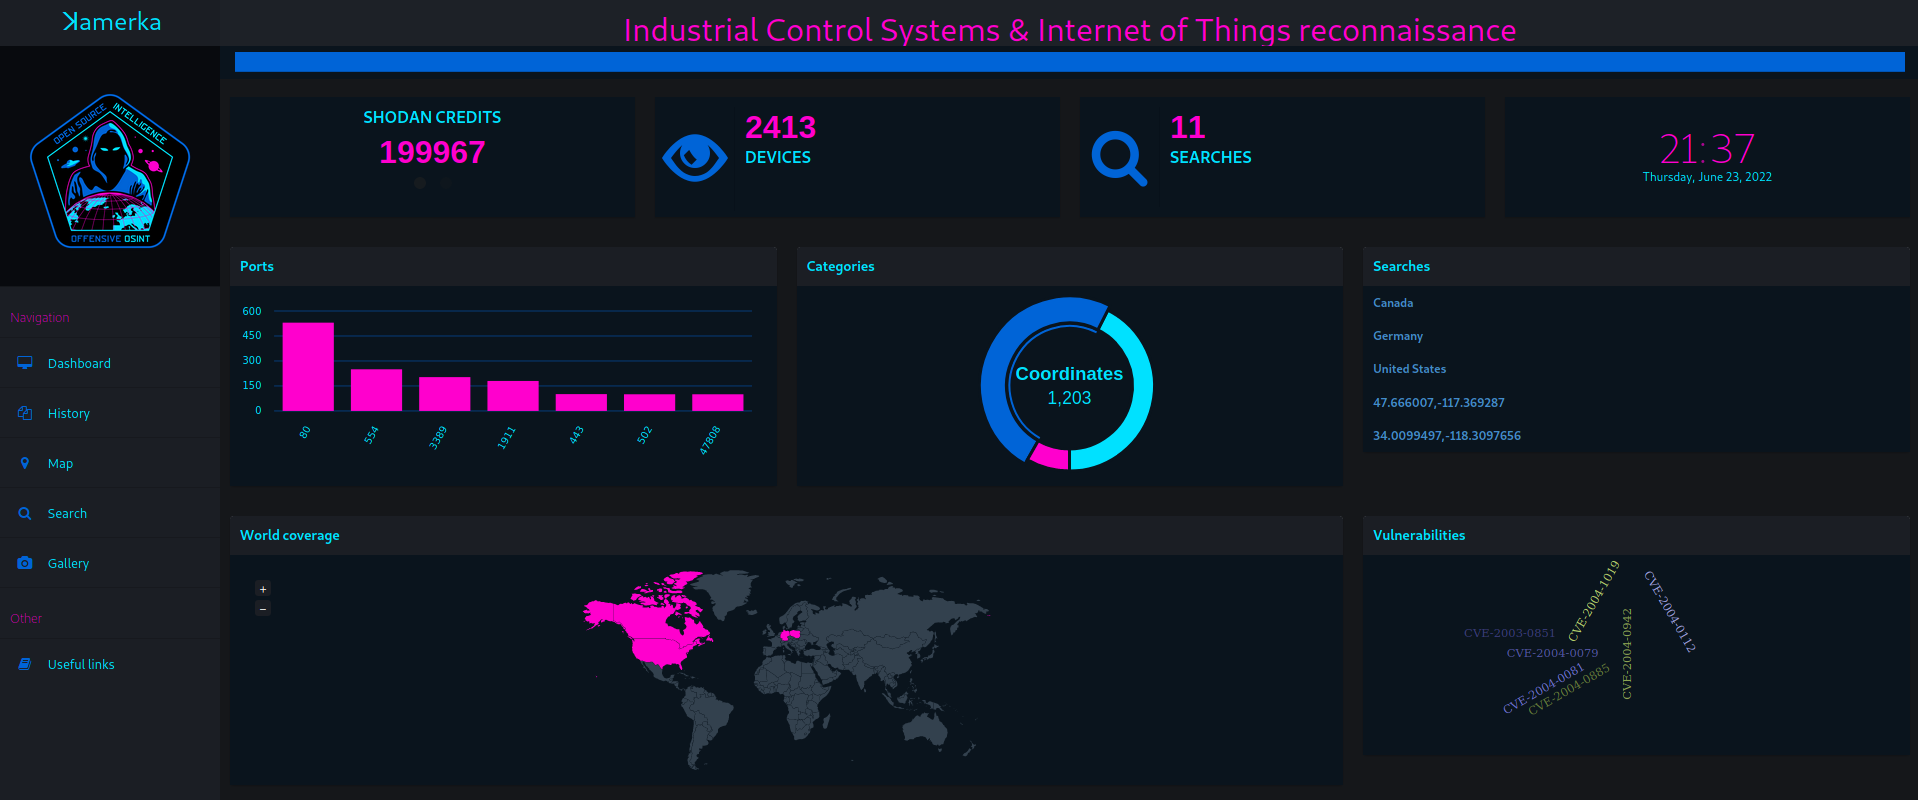 Kamerka
Industrial Control Systems & Internet of Things reconnaissance
OPEN SOURCE INTELLIGENCE
OFFENSIVE OSINT
SHODAN CREDITS
199967
2413
DEVICES
11
SEARCHES
21:37
Thursday, June 23, 2022
Navigation
Dashboard
History
Map
Search
Gallery
Other
Useful links
Ports
600
450
300
150
0
80
554
3389
1911
443
502
47808
Categories
Coordinates
1,203
Searches
Canada
Germany
United States
47.666007,-117.369287
34.0099497,-118.3097656
World coverage
+
−
Vulnerabilities
CVE-2004-1019
CVE-2004-0112
CVE-2003-0851
CVE-2004-0942
CVE-2004-0079
CVE-2004-0081
CVE-2004-0885